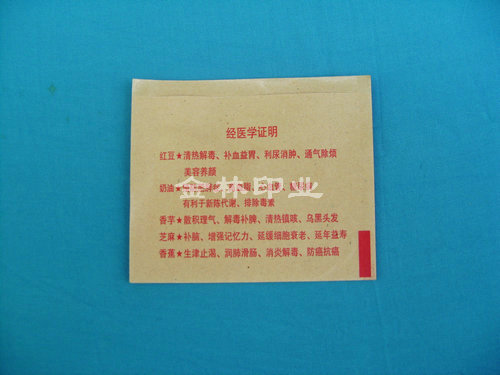 经医学证明
红豆★清热解毒、补血益胃、利尿消肿、通气除烦
美容养颜
奶油★
有利于新陈代谢、排除毒素
香芋★散积理气、解毒补脾、清热镇咳、乌黑头发
芝麻★补脑、增强记忆力、延缓细胞衰老、延年益寿
香蕉★生津止渴、润肺滑肠、消炎解毒、防癌抗癌
金林印业